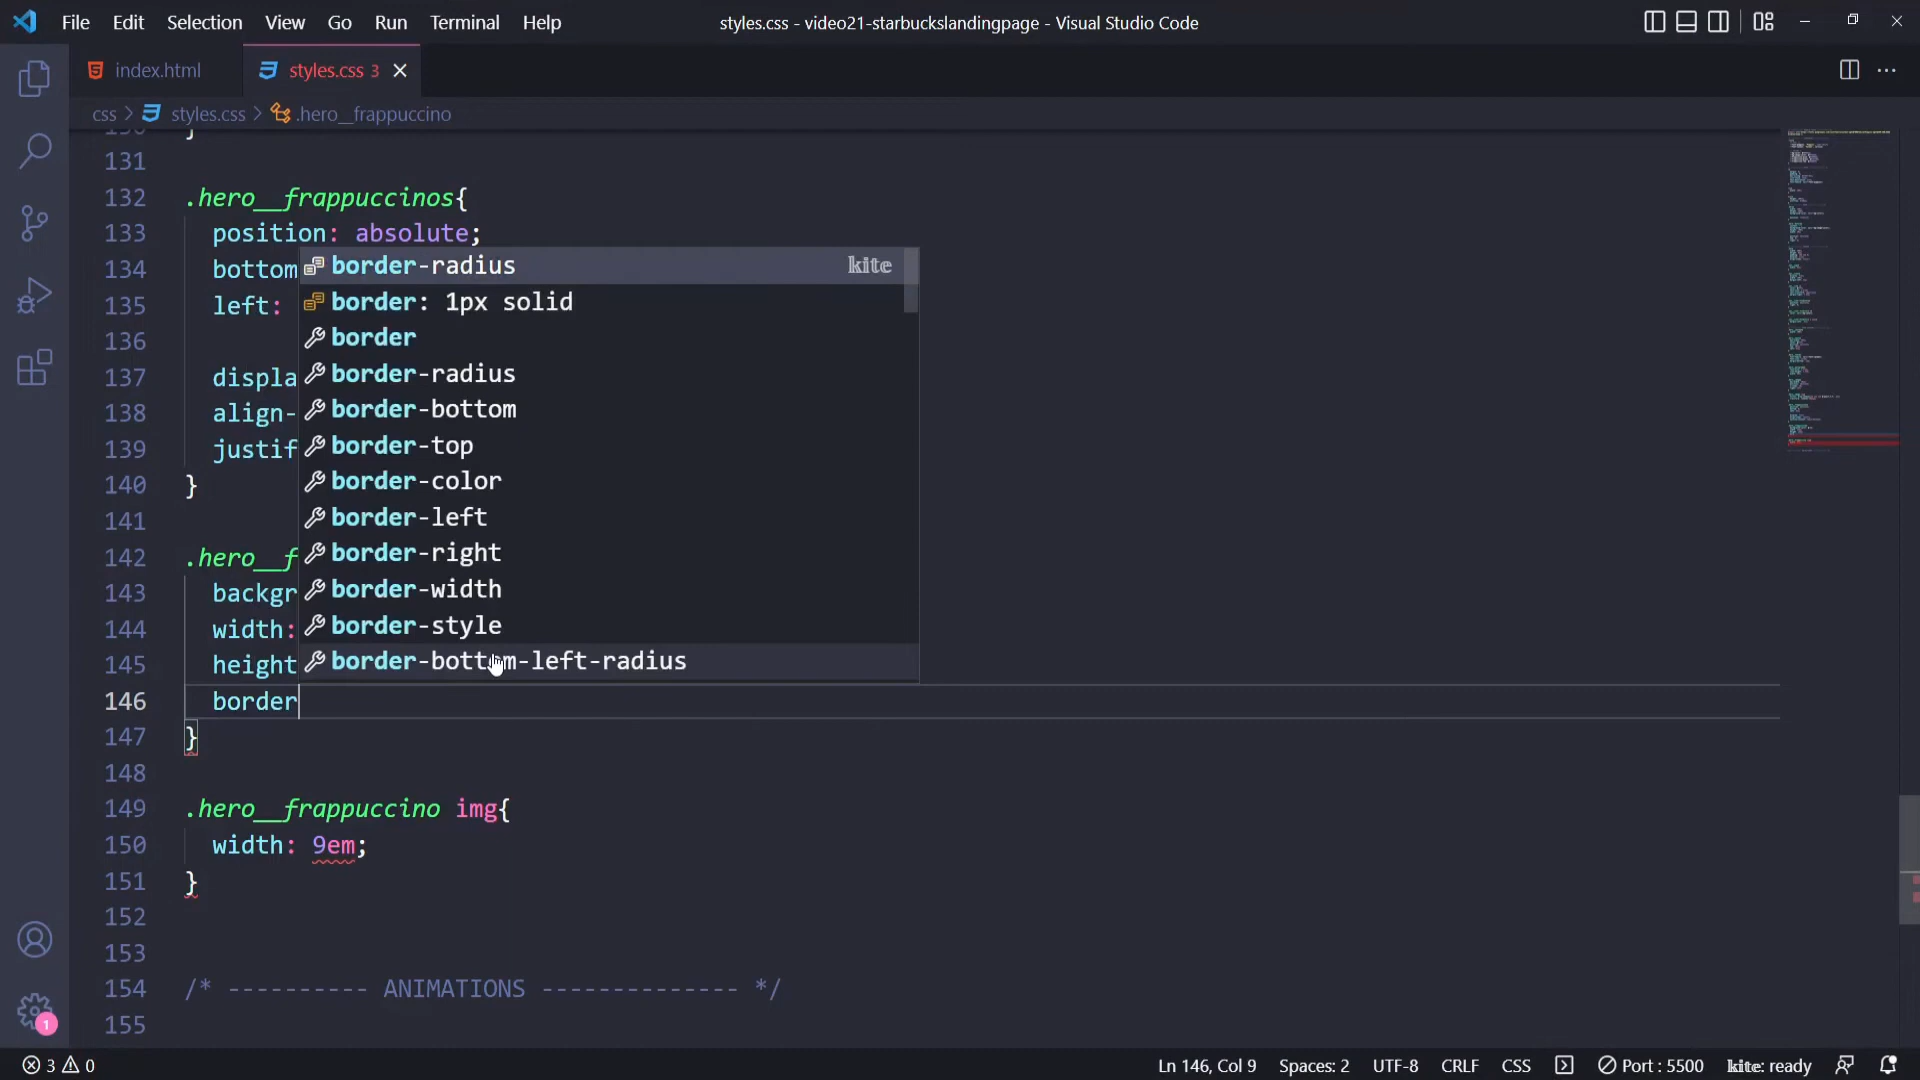 File Edit Selection View Go Run Terminal Help
styles.css - video21-starbuckslandingpage - Visual Studio Code
index.html
styles.css 3
css > styles.css > .hero__frappuccino
131
132 .hero__frappuccinos{
133 position: absolute;
134 bottom
135 left:
136
137 displa
138 align-
139 justif
140 }
141
142 .hero__f
143 backgr
144 width:
145 height
146 border
147 }
148
149 .hero__frappuccino img{
150 width: 9em;
151 }
152
153
154 /* ---------- ANIMATIONS -------------- */
155
border-radius kite
border: 1px solid
border
border-radius
border-bottom
border-top
border-color
border-left
border-right
border-width
border-style
border-bottom-left-radius
1
3 0
Ln 146, Col 9 Spaces: 2 UTF-8 CRLF CSS Port : 5500 kite: ready